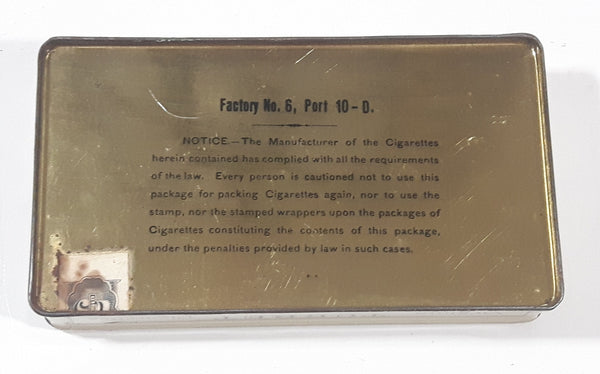 Factory No. 6, Port 10-D.
NOTICE.—The Manufacturer of the Cigarettes
herein contained has complied with all the requirements
of the law. Every person is cautioned not to use this
package for packing Cigarettes again, nor to use the
stamp, nor the stamped wrappers upon the packages of
Cigarettes constituting the contents of this package,
under the penalties provided by law in such cases.